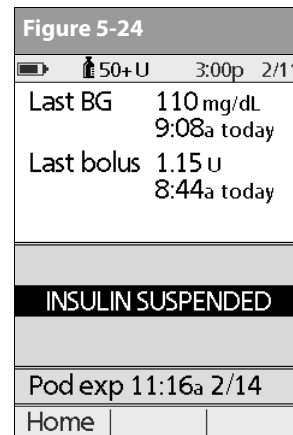 Figure 5-24
50+ U 3:00p 2/11
Last BG 110 mg/dL
9:08a today
Last bolus 1.15 U
8:44a today
INSULIN SUSPENDED
Pod exp 11:16a 2/14
Home